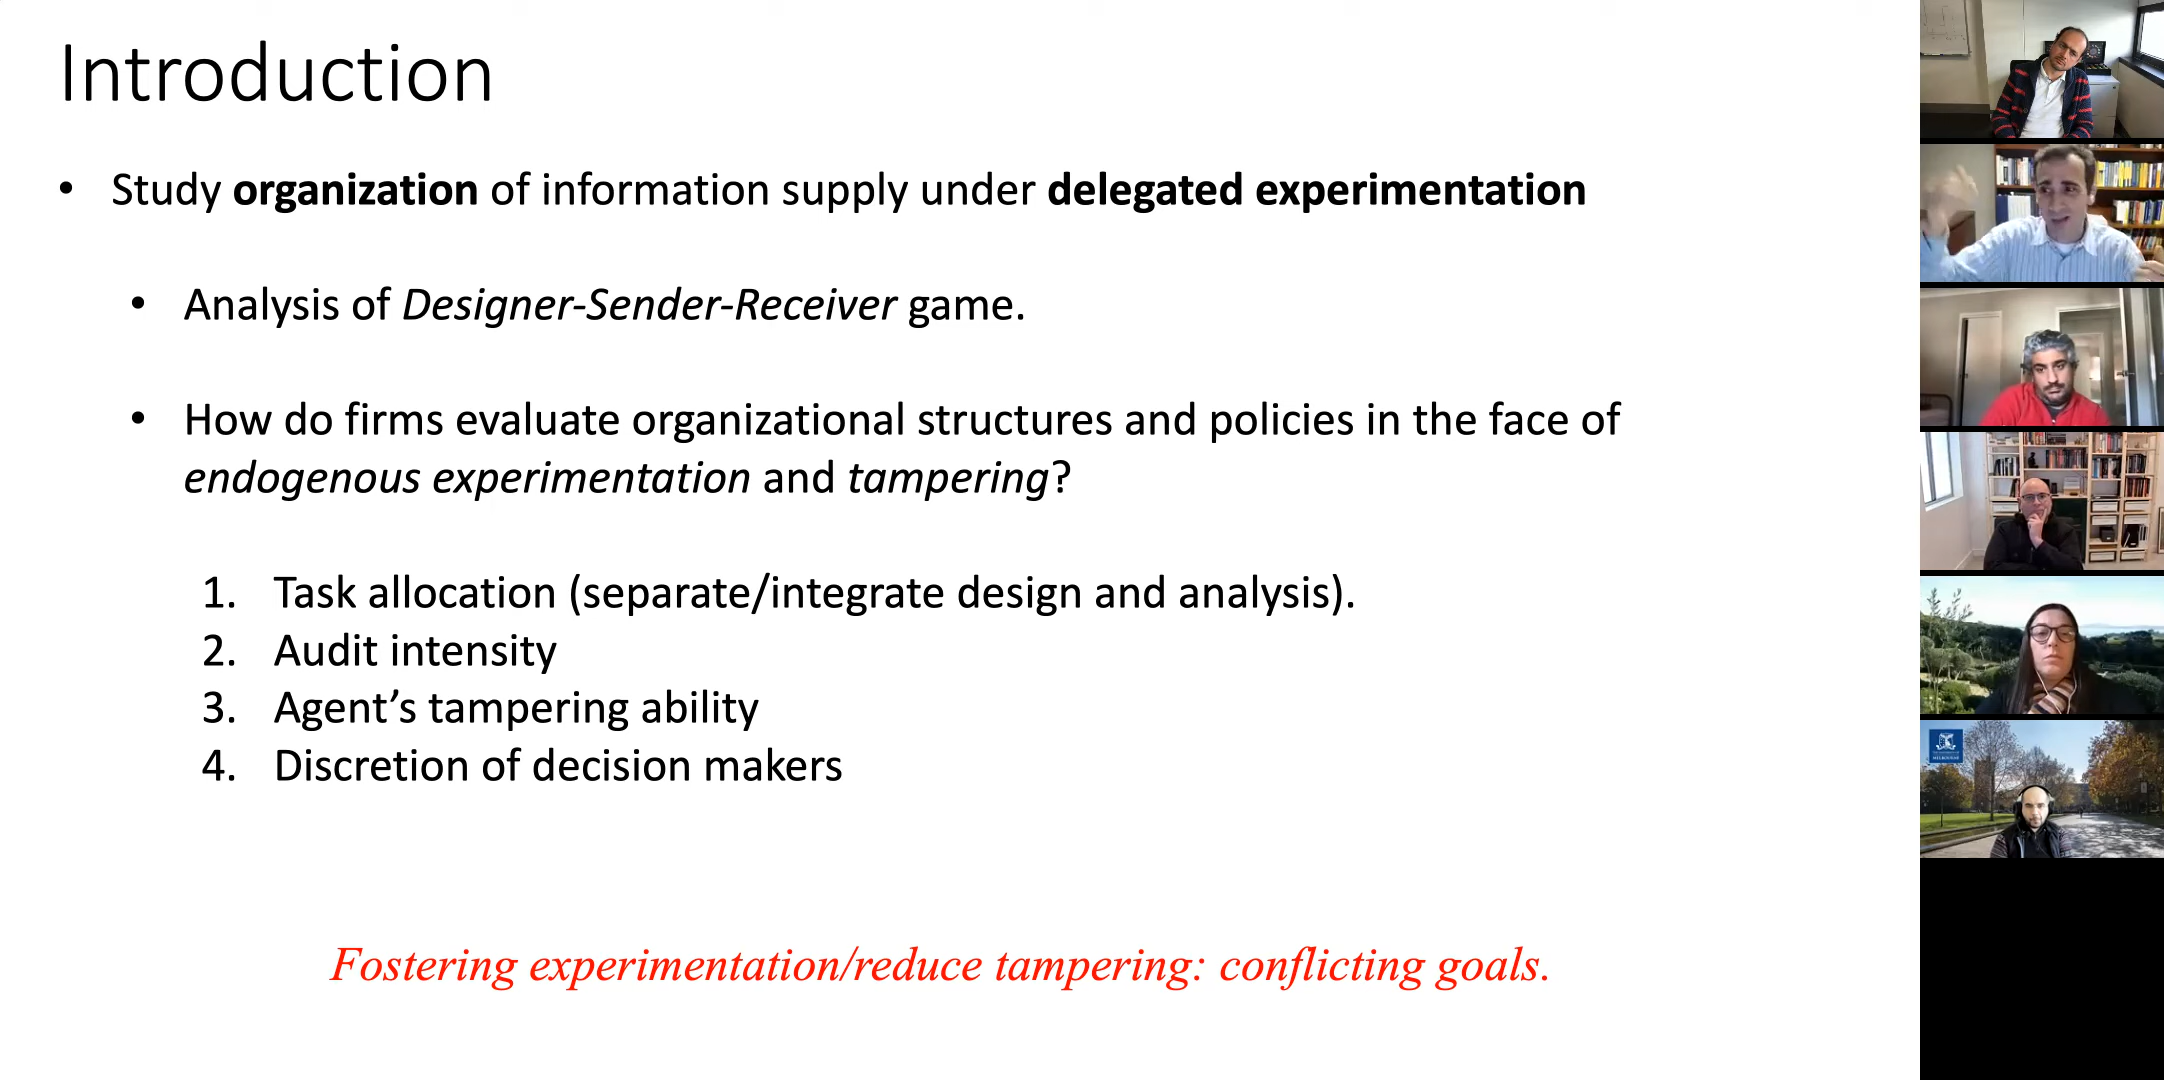 Introduction
• Study organization of information supply under delegated experimentation
• Analysis of Designer-Sender-Receiver game.
• How do firms evaluate organizational structures and policies in the face of
endogenous experimentation and tampering?
1. Task allocation (separate/integrate design and analysis).
2. Audit intensity
3. Agent’s tampering ability
4. Discretion of decision makers
Fostering experimentation/reduce tampering: conflicting goals.
MELBOURNE